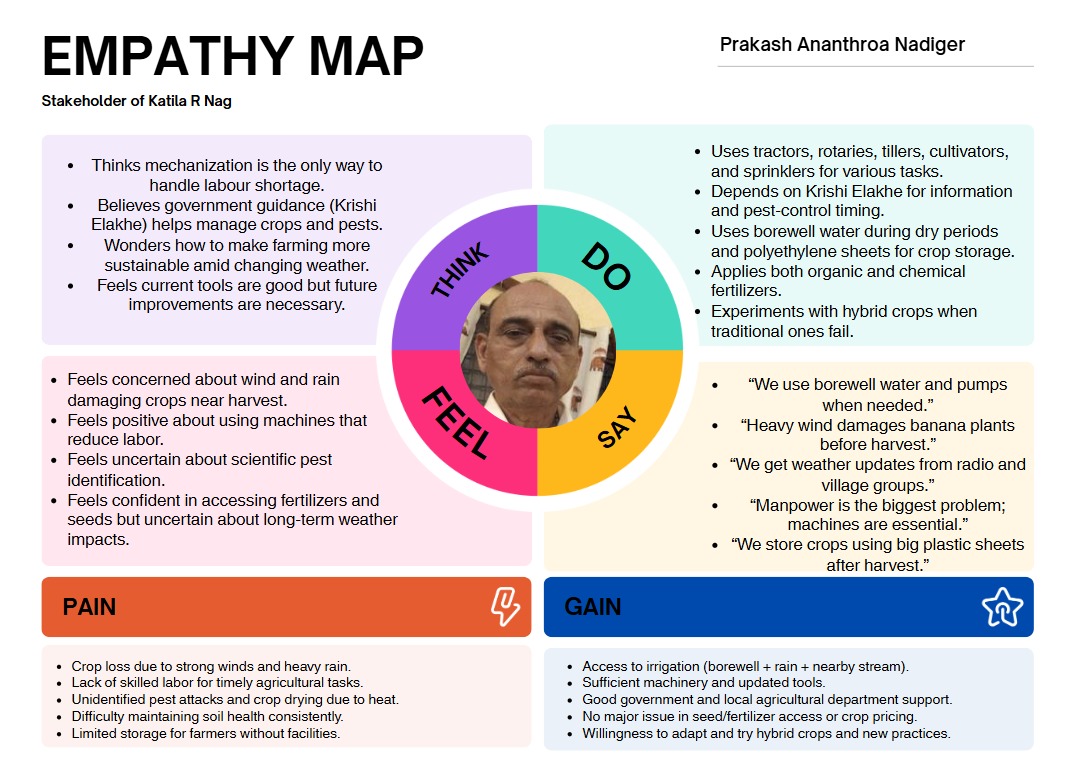 EMPATHY MAP
Prakash Ananthroa Nadiger
Stakeholder of Katila R Nag
• Thinks mechanization is the only way to
handle labour shortage.
• Believes government guidance (Krishi
Elakhe) helps manage crops and pests.
• Wonders how to make farming more
sustainable amid changing weather.
• Feels current tools are good but future
improvements are necessary.
• Uses tractors, rotaries, tillers, cultivators,
and sprinklers for various tasks.
• Depends on Krishi Elakhe for information
and pest-control timing.
• Uses borewell water during dry periods
and polyethylene sheets for crop storage.
• Applies both organic and chemical
fertilizers.
• Experiments with hybrid crops when
traditional ones fail.
THINK
DO
FEEL
SAY
• Feels concerned about wind and rain
damaging crops near harvest.
• Feels positive about using machines that
reduce labor.
• Feels uncertain about scientific pest
identification.
• Feels confident in accessing fertilizers and
seeds but uncertain about long-term weather
impacts.
• “We use borewell water and pumps
when needed.”
• “Heavy wind damages banana plants
before harvest.”
• “We get weather updates from radio and
village groups.”
• “Manpower is the biggest problem;
machines are essential.”
• “We store crops using big plastic sheets
after harvest.”
PAIN
• Crop loss due to strong winds and heavy rain.
• Lack of skilled labor for timely agricultural tasks.
• Unidentified pest attacks and crop drying due to heat.
• Difficulty maintaining soil health consistently.
• Limited storage for farmers without facilities.
GAIN
• Access to irrigation (borewell + rain + nearby stream).
• Sufficient machinery and updated tools.
• Good government and local agricultural department support.
• No major issue in seed/fertilizer access or crop pricing.
• Willingness to adapt and try hybrid crops and new practices.